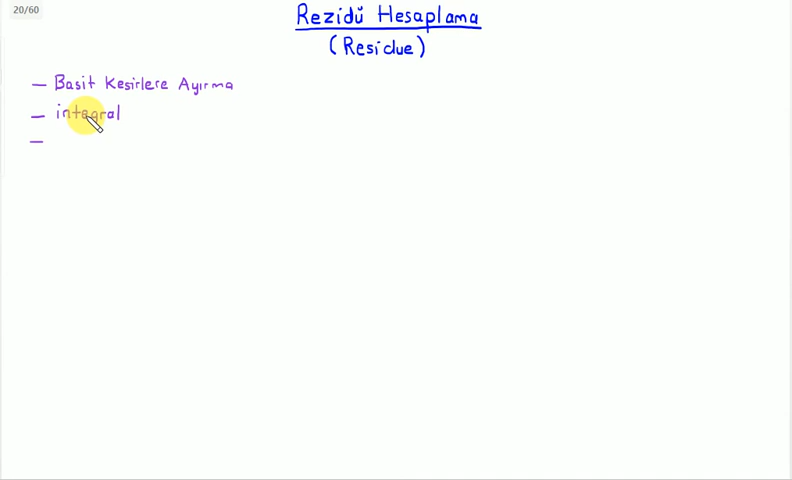 20/60
Rezidü Hesaplama
(Residue)
— Basit Kesirlere Ayırma
— integral
—